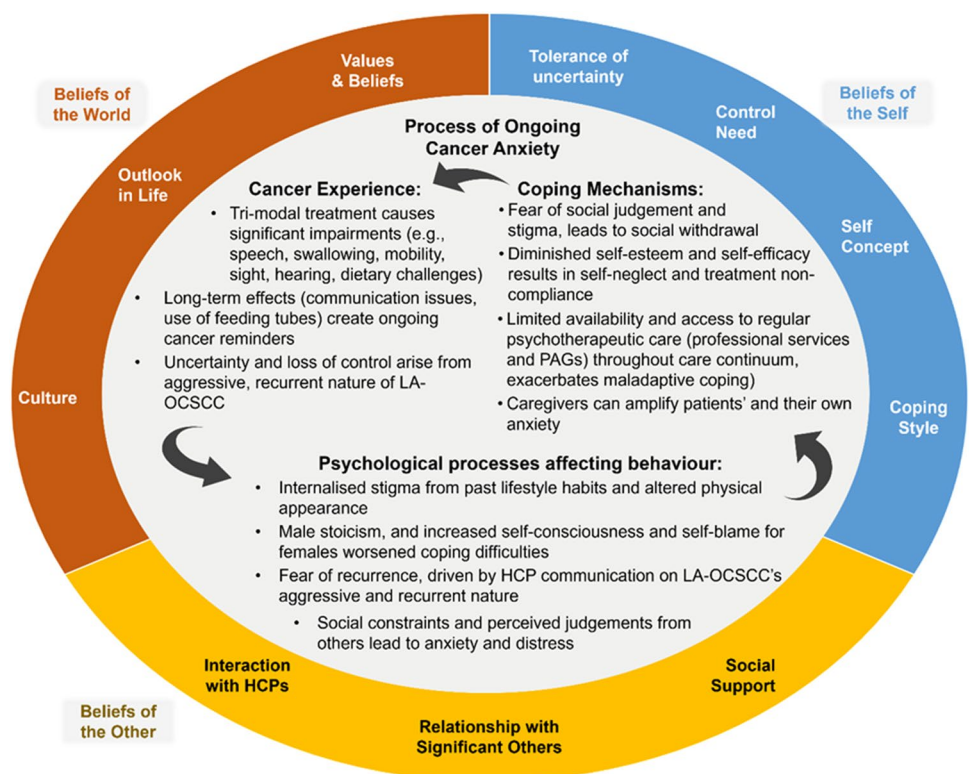 Values
& Beliefs
Tolerance of
uncertainty
Beliefs of
the World
Beliefs of
the Self
Control
Need
Process of Ongoing
Cancer Anxiety
Outlook
in Life
Cancer Experience:
• Tri-modal treatment causes
significant impairments (e.g.,
speech, swallowing, mobility,
sight, hearing, dietary challenges)
• Long-term effects (communication issues,
use of feeding tubes) create ongoing
cancer reminders
• Uncertainty and loss of control arise from
aggressive, recurrent nature of LA-
OCSCC
Coping Mechanisms:
• Fear of social judgement and
stigma, leads to social withdrawal
• Diminished self-esteem and self-efficacy
results in self-neglect and treatment non-
compliance
• Limited availability and access to regular
psychotherapeutic care (professional services
and PAGs) throughout care continuum,
exacerbates maladaptive coping)
• Caregivers can amplify patients' and their own
anxiety
Self
Concept
Culture
Coping
Style
Psychological processes affecting behaviour:
• Internalised stigma from past lifestyle habits and altered physical
appearance
• Male stoicism, and increased self-consciousness and self-blame for
females worsened coping difficulties
• Fear of recurrence, driven by HCP communication on LA-OCSCC's
aggressive and recurrent nature
• Social constraints and perceived judgements from
others lead to anxiety and distress
Interaction
with HCPs
Social
Support
Beliefs of
the Other
Relationship with
Significant Others